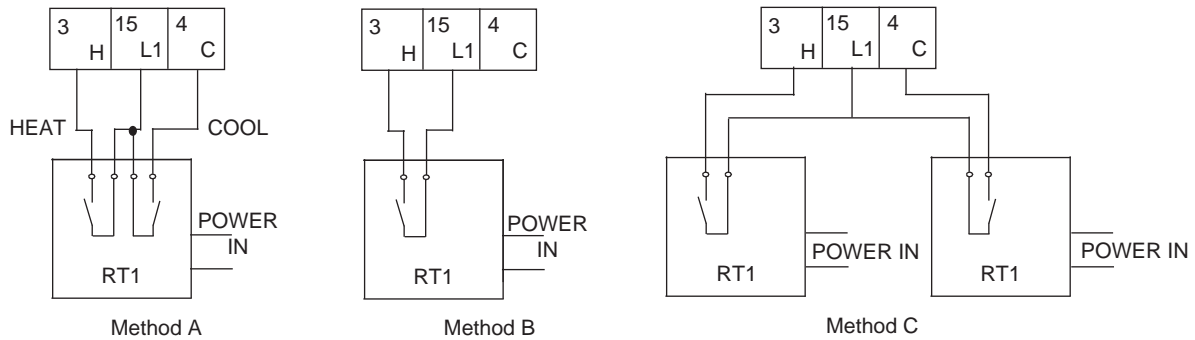 3 15 4
H L1 C
HEAT COOL
POWER
IN
RT1
Method A
3 15 4
H L1 C
POWER
IN
RT1
Method B
3 15 4
H L1 C
POWER IN
RT1
POWER IN
RT1
Method C